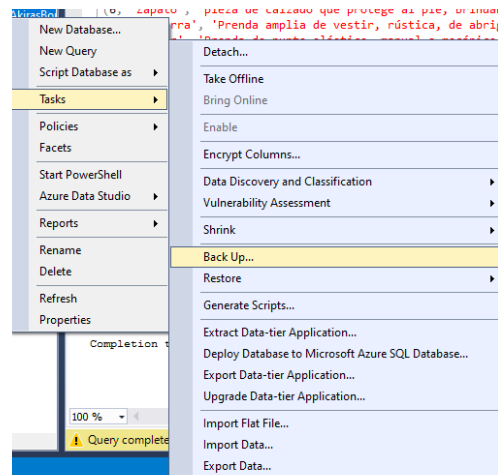 (6, 'zapato', 'pieza de calzado que protege al pie, brindan
AkirasBo
rra', 'Prenda amplia de vestir, rústica, de abrig
New Database...
New Query
Script Database as
Tasks
Policies
Facets
Start PowerShell
Azure Data Studio
Reports
Rename
Delete
Refresh
Properties
Detach...
Take Offline
Bring Online
Enable
Encrypt Columns...
Data Discovery and Classification
Vulnerability Assessment
Shrink
Back Up...
Restore
Generate Scripts...
Extract Data-tier Application...
Deploy Database to Microsoft Azure SQL Database...
Export Data-tier Application...
Upgrade Data-tier Application...
Import Flat File...
Import Data...
Export Data...
Completion t
100 %
Query complete